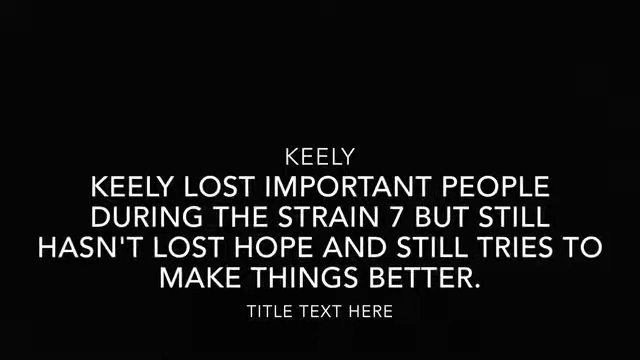 KEELY
KEELY LOST IMPORTANT PEOPLE
DURING THE STRAIN 7 BUT STILL
HASN'T LOST HOPE AND STILL TRIES TO
MAKE THINGS BETTER.
TITLE TEXT HERE